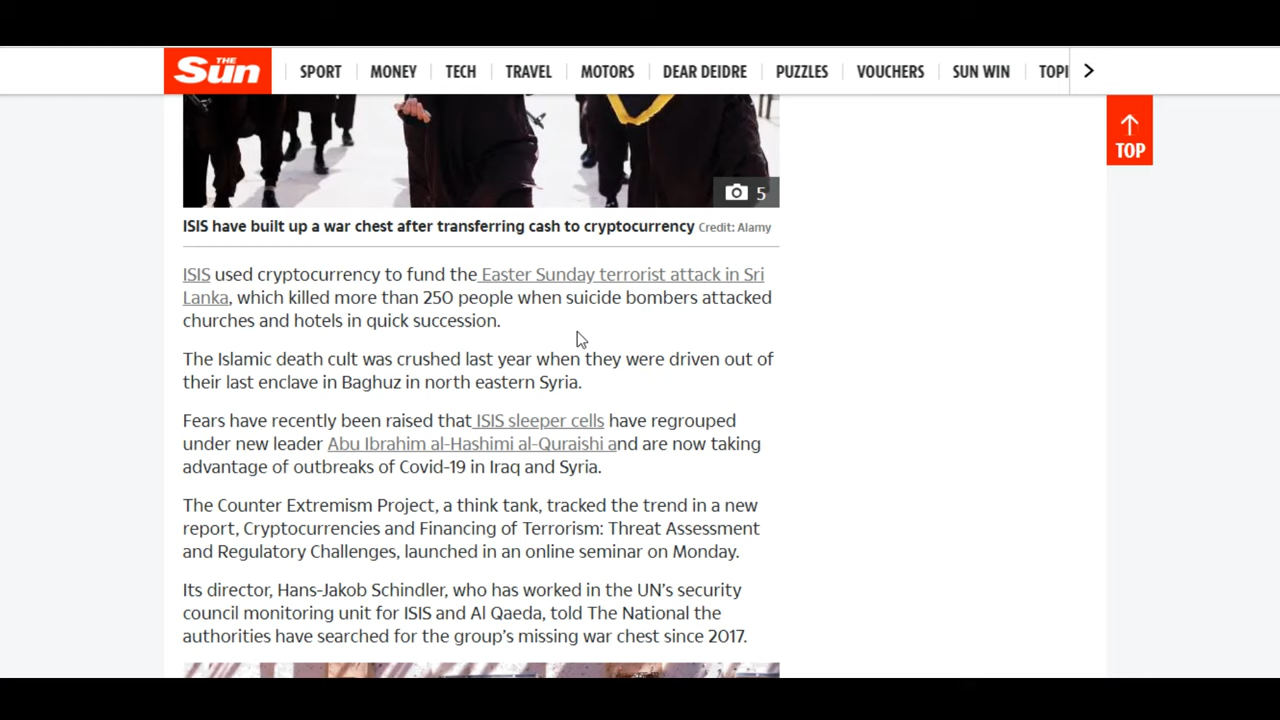 THE Sun SPORT MONEY TECH TRAVEL MOTORS DEAR DEIDRE PUZZLES VOUCHERS SUN WIN TOPI
TOP
5
ISIS have built up a war chest after transferring cash to cryptocurrency Credit: Alamy
ISIS used cryptocurrency to fund the Easter Sunday terrorist attack in Sri
Lanka, which killed more than 250 people when suicide bombers attacked
churches and hotels in quick succession.
The Islamic death cult was crushed last year when they were driven out of
their last enclave in Baghuz in north eastern Syria.
Fears have recently been raised that ISIS sleeper cells have regrouped
under new leader Abu Ibrahim al-Hashimi al-Quraishi and are now taking
advantage of outbreaks of Covid-19 in Iraq and Syria.
The Counter Extremism Project, a think tank, tracked the trend in a new
report, Cryptocurrencies and Financing of Terrorism: Threat Assessment
and Regulatory Challenges, launched in an online seminar on Monday.
Its director, Hans-Jakob Schindler, who has worked in the UN's security
council monitoring unit for ISIS and Al Qaeda, told The National the
authorities have searched for the group's missing war chest since 2017.